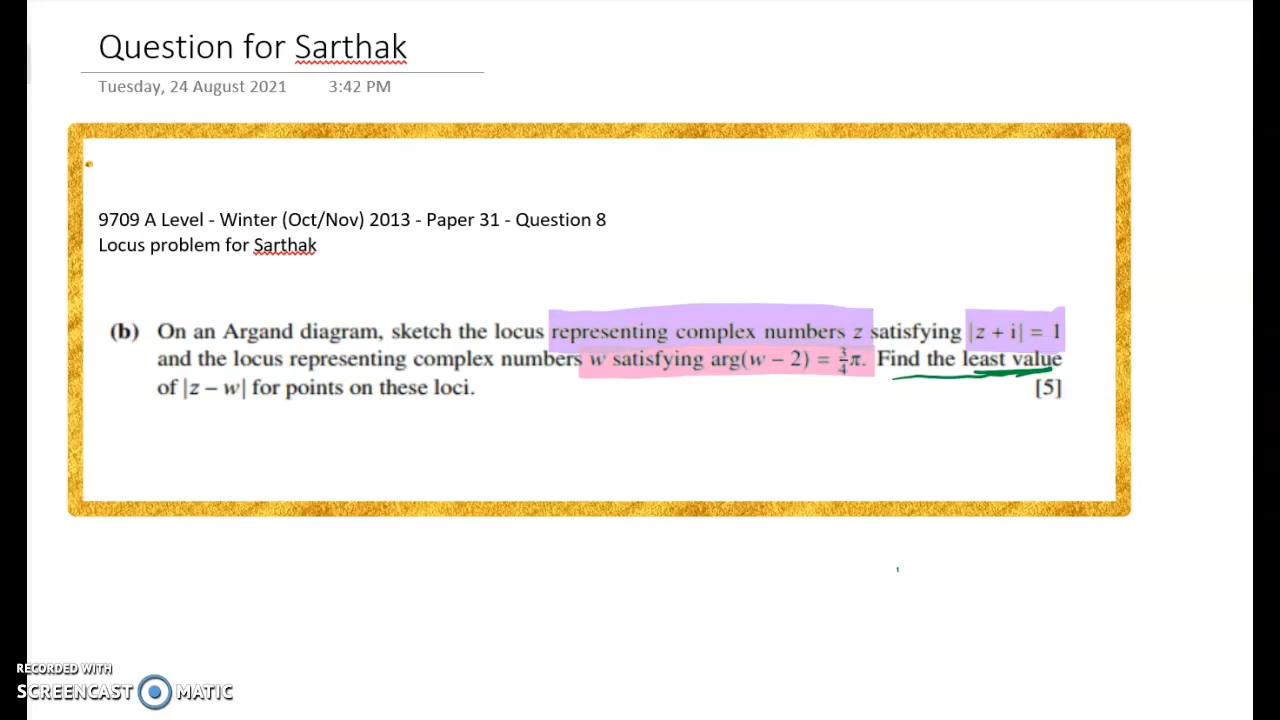 Question for Sarthak
Tuesday, 24 August 2021 3:42 PM
9709 A Level - Winter (Oct/Nov) 2013 - Paper 31 - Question 8
Locus problem for Sarthak
(b) On an Argand diagram, sketch the locus representing complex numbers z satisfying |z + i| = 1
and the locus representing complex numbers w satisfying arg(w − 2) = ¾π. Find the least value
of |z − w| for points on these loci. [5]
RECORDED WITH
SCREENCAST MATIC